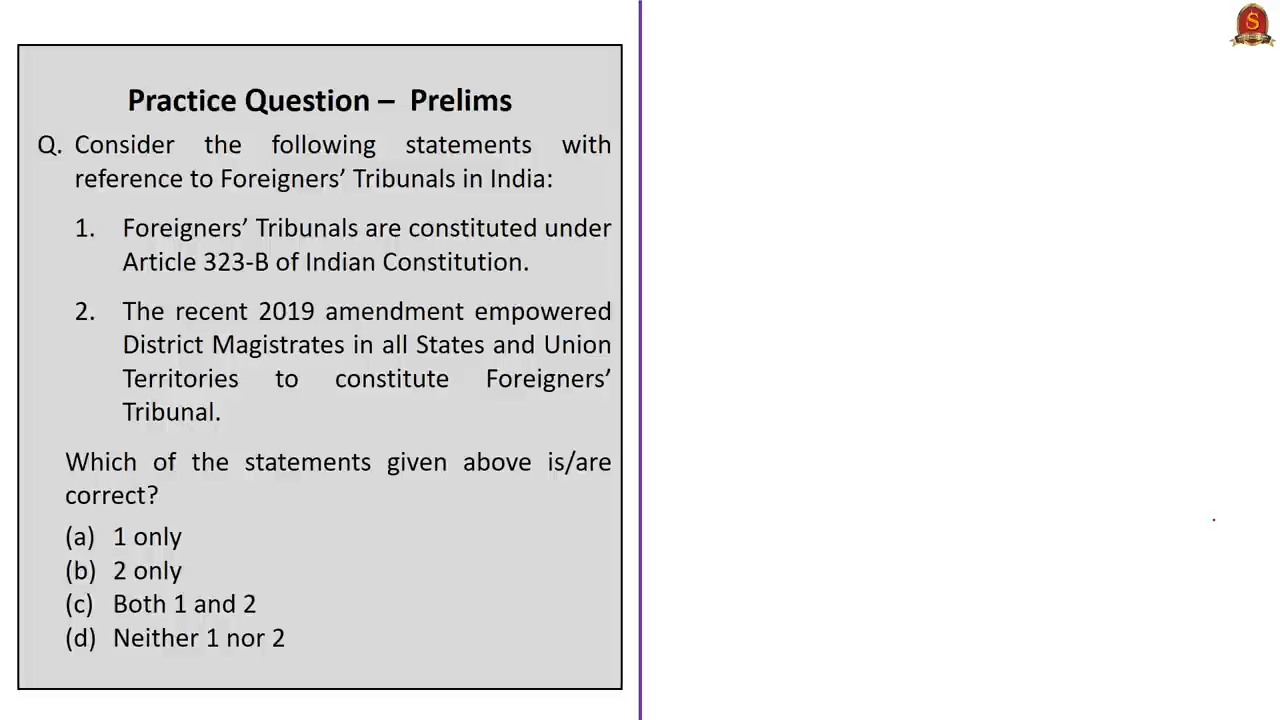 Practice Question – Prelims
Q. Consider the following statements with
reference to Foreigners’ Tribunals in India:
1. Foreigners’ Tribunals are constituted under
Article 323-B of Indian Constitution.
2. The recent 2019 amendment empowered
District Magistrates in all States and Union
Territories to constitute Foreigners’
Tribunal.
Which of the statements given above is/are
correct?
(a) 1 only
(b) 2 only
(c) Both 1 and 2
(d) Neither 1 nor 2
S